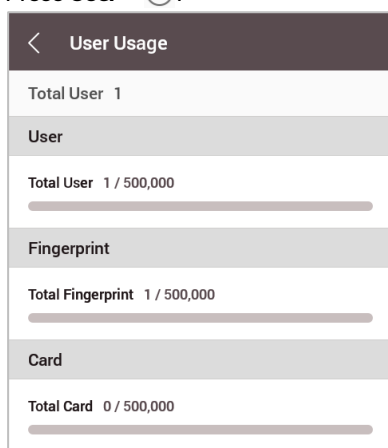 User Usage
Total User 1
User
Total User 1 / 500,000
Fingerprint
Total Fingerprint 1 / 500,000
Card
Total Card 0 / 500,000